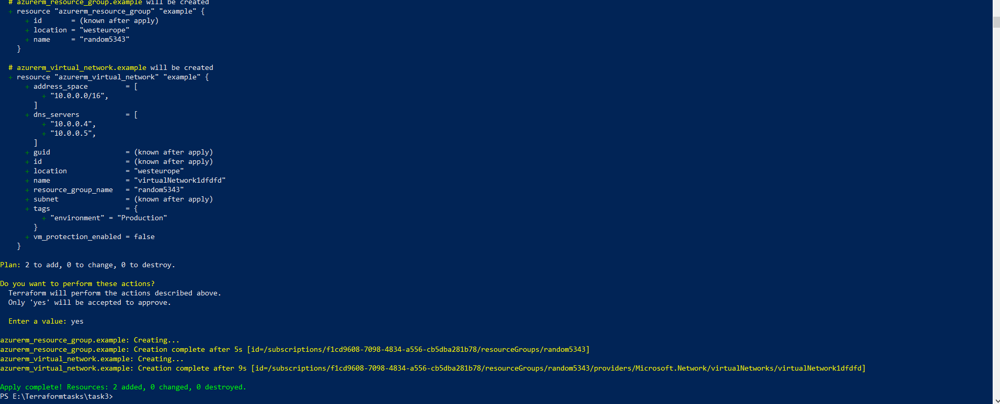 # azurerm_resource_group.example will be created
+ resource "azurerm_resource_group" "example" {
+ id       = (known after apply)
+ location = "westeurope"
+ name     = "random5343"
}
# azurerm_virtual_network.example will be created
+ resource "azurerm_virtual_network" "example" {
+ address_space         = [
+ "10.0.0.0/16",
]
+ dns_servers           = [
+ "10.0.0.4",
+ "10.0.0.5",
]
+ guid                  = (known after apply)
+ id                    = (known after apply)
+ location              = "westeurope"
+ name                  = "virtualNetwork1dfdfd"
+ resource_group_name   = "random5343"
+ subnet                = (known after apply)
+ tags                  = {
+ "environment" = "Production"
}
+ vm_protection_enabled = false
}
Plan: 2 to add, 0 to change, 0 to destroy.
Do you want to perform these actions?
Terraform will perform the actions described above.
Only 'yes' will be accepted to approve.
Enter a value: yes
azurerm_resource_group.example: Creating...
azurerm_resource_group.example: Creation complete after 5s [id=/subscriptions/f1cd9608-7098-4834-a556-cb5dba281b78/resourceGroups/random5343]
azurerm_virtual_network.example: Creating...
azurerm_virtual_network.example: Creation complete after 9s [id=/subscriptions/f1cd9608-7098-4834-a556-cb5dba281b78/resourceGroups/random5343/providers/Microsoft.Network/virtualNetworks/virtualNetwork1dfdfd]
Apply complete! Resources: 2 added, 0 changed, 0 destroyed.
PS E:\Terraformtasks\task3>